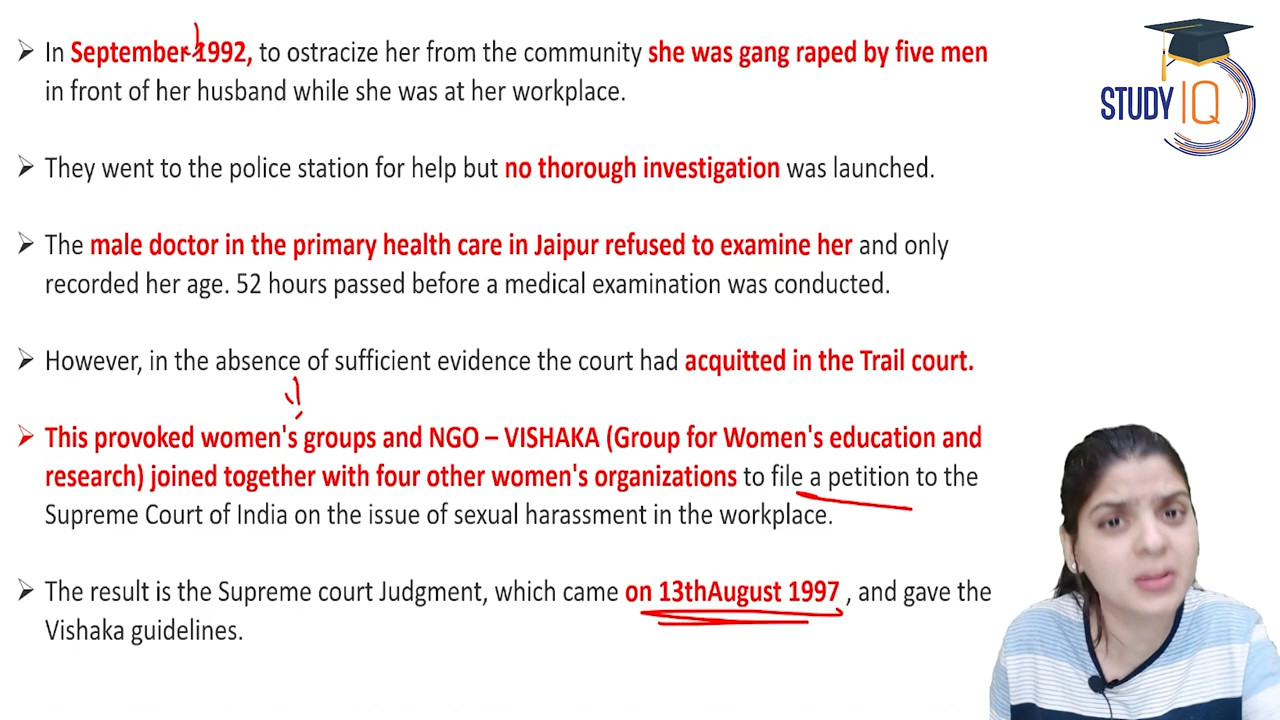 ➢ In September 1992, to ostracize her from the community she was gang raped by five men
in front of her husband while she was at her workplace.
➢ They went to the police station for help but no thorough investigation was launched.
➢ The male doctor in the primary health care in Jaipur refused to examine her and only
recorded her age. 52 hours passed before a medical examination was conducted.
➢ However, in the absence of sufficient evidence the court had acquitted in the Trail court.
➢ This provoked women's groups and NGO – VISHAKA (Group for Women's education and
research) joined together with four other women's organizations to file a petition to the
Supreme Court of India on the issue of sexual harassment in the workplace.
➢ The result is the Supreme court Judgment, which came on 13thAugust 1997 , and gave the
Vishaka guidelines.
STUDY IQ